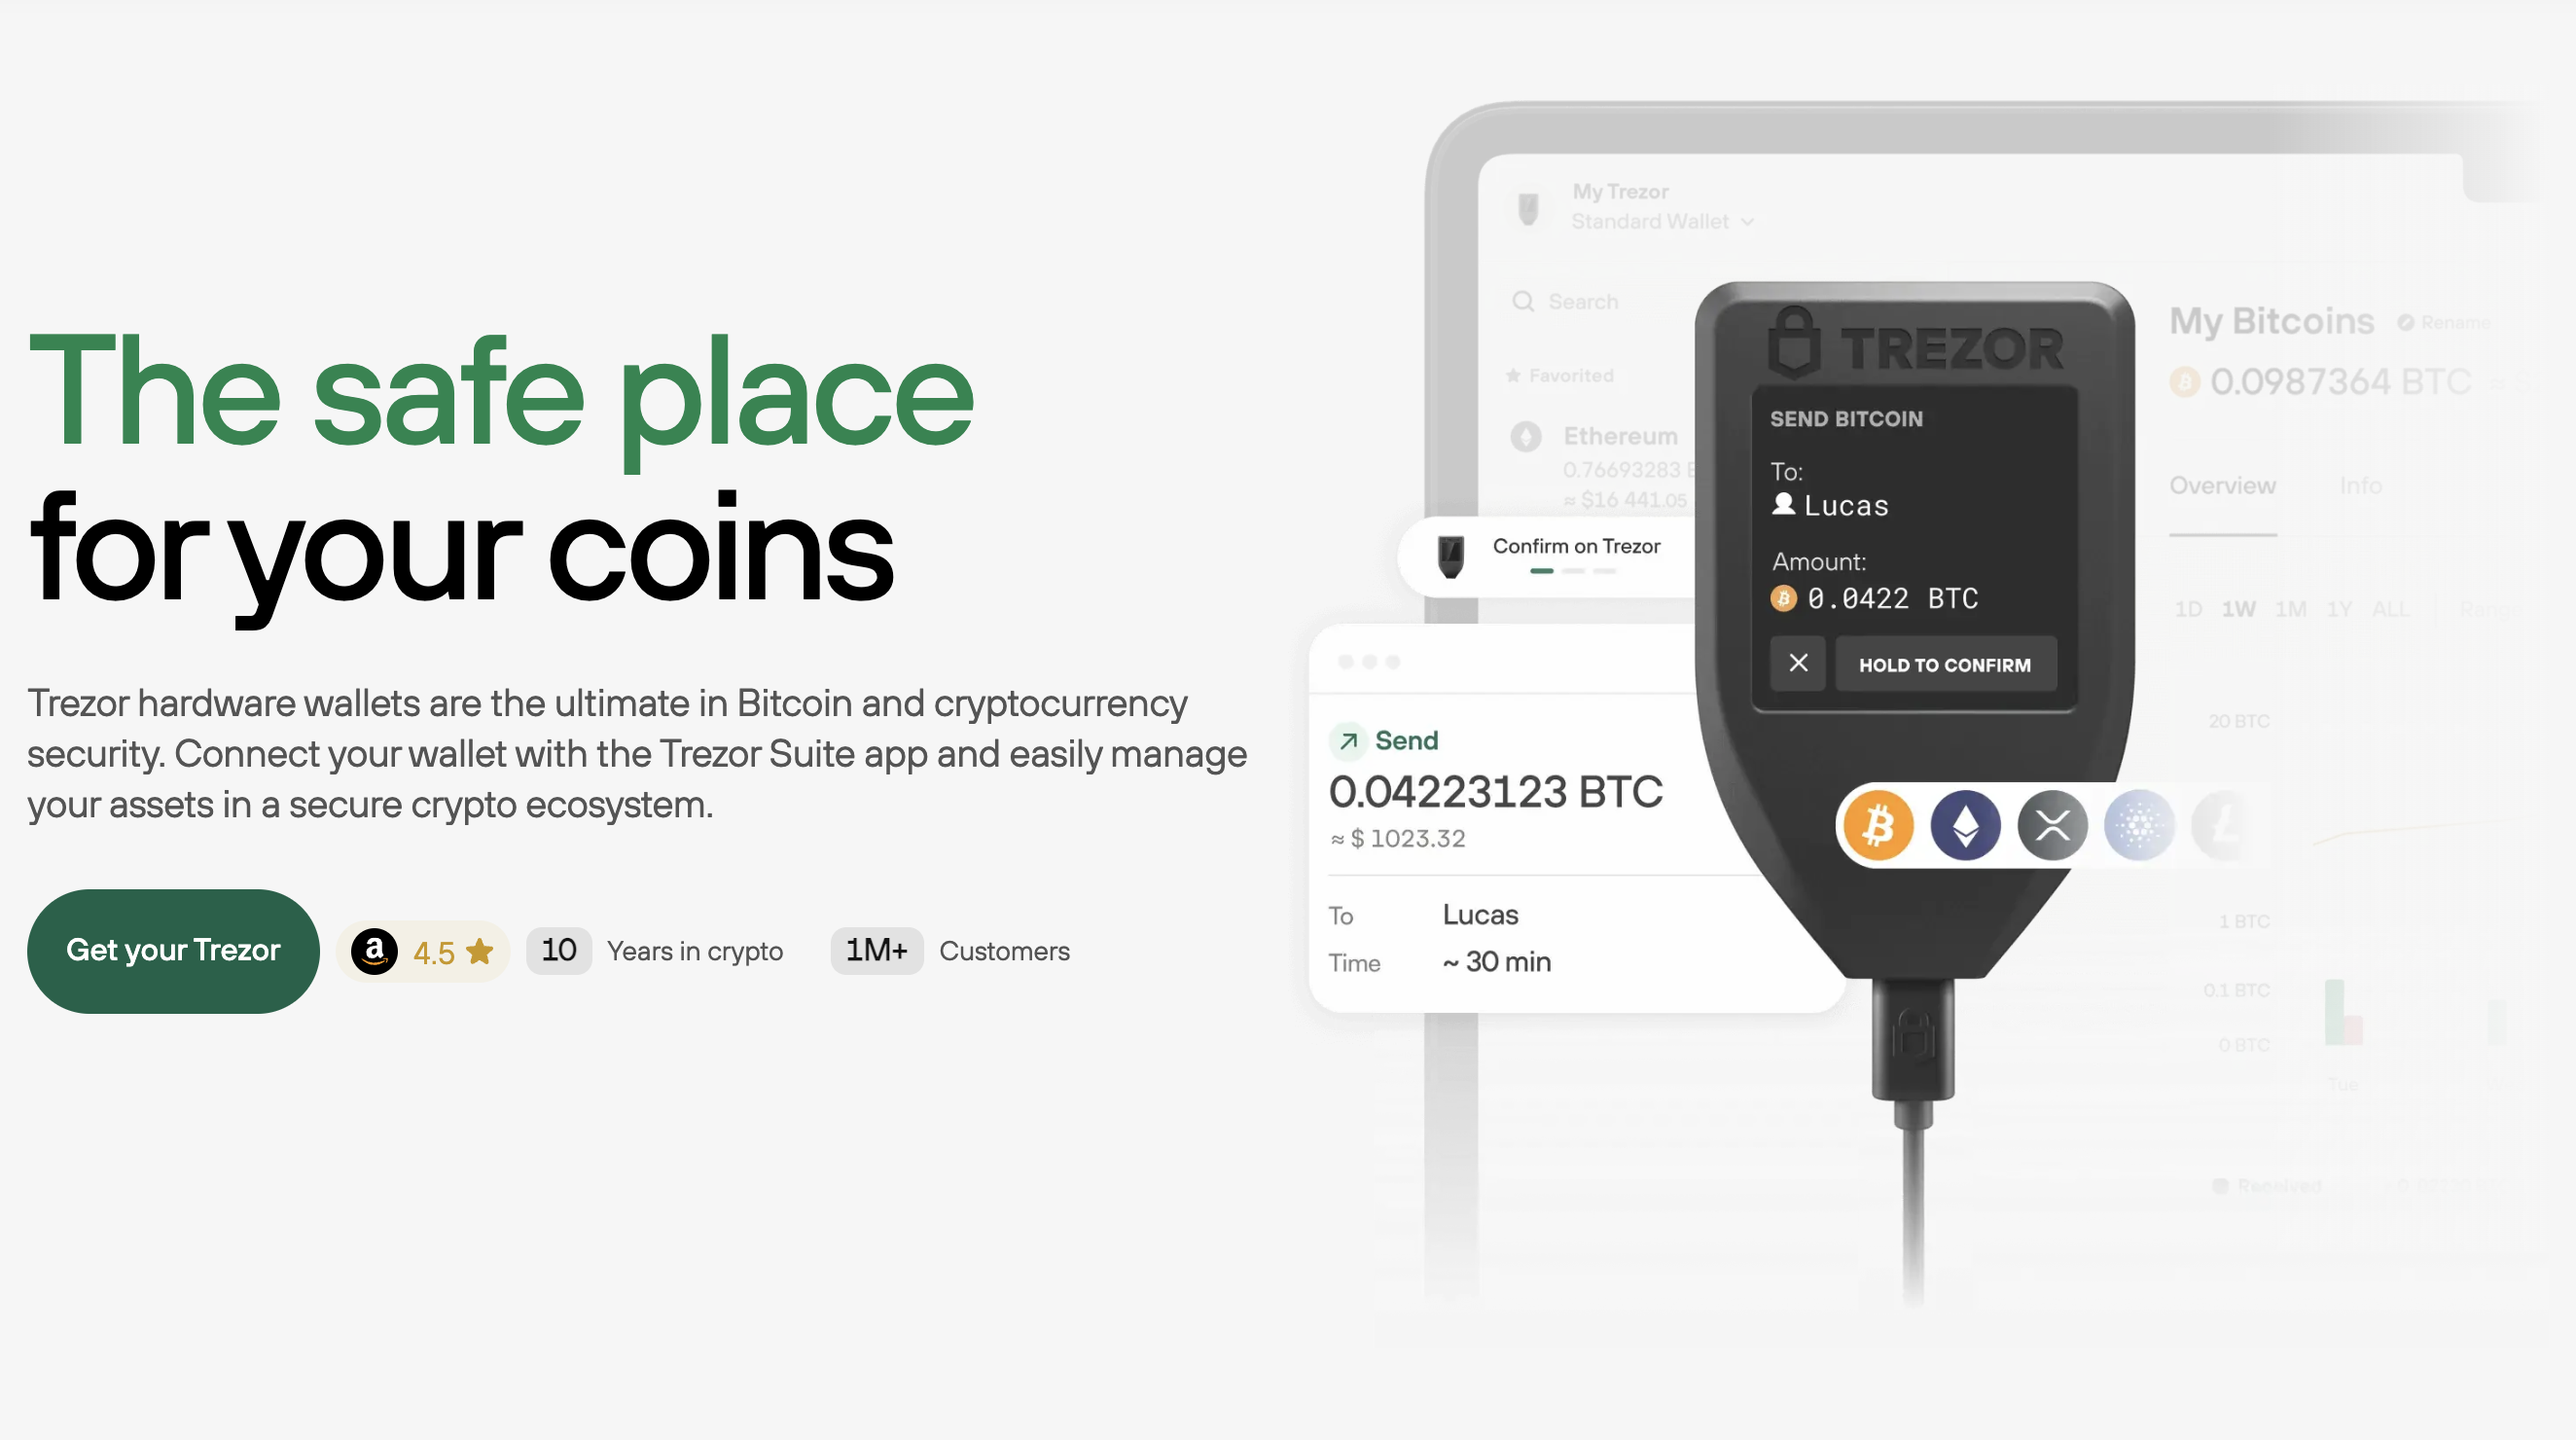 The safe place
for your coins
Trezor hardware wallets are the ultimate in Bitcoin and cryptocurrency
security. Connect your wallet with the Trezor Suite app and easily manage
your assets in a secure crypto ecosystem.
Get your Trezor
4.5
10
Years in crypto
1M+
Customers
My Trezor
Standard Wallet
Search
Favorited
Ethereum
0.76693283
≈ $16 441.05
Confirm on Trezor
Send
0.04223123 BTC
≈ $ 1023.32
To
Lucas
Time
~ 30 min
TREZOR
SEND BITCOIN
To:
Lucas
Amount:
0.0422 BTC
HOLD TO CONFIRM
My Bitcoins
Rename
0.0987364 BTC
Overview
Info
1D 1W 1M 1Y ALL
Range
20 BTC
1 BTC
0.1 BTC
0 BTC
Tue
Received